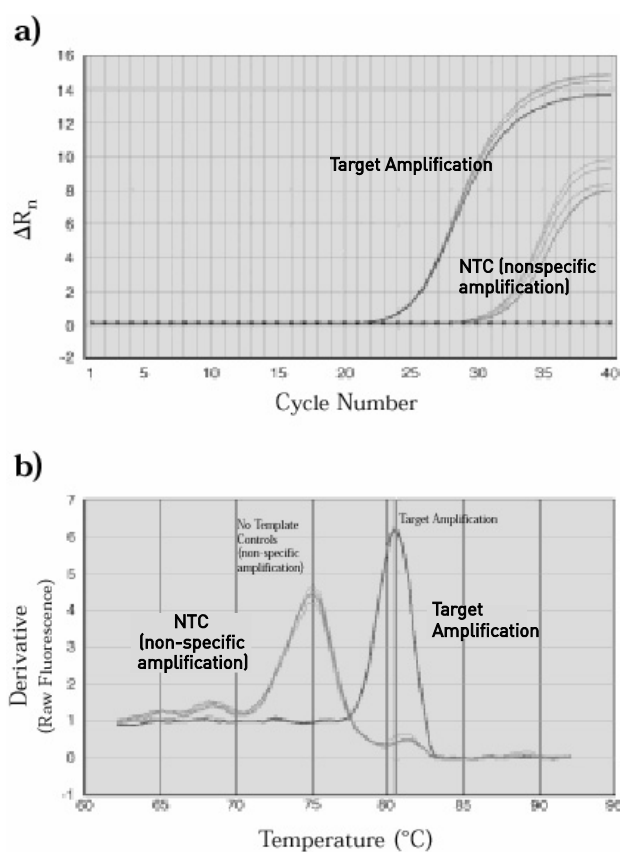 a)
16
14
12
10
8
6
4
2
0
-2
ΔRn
Target Amplification
NTC (nonspecific
amplification)
1
5
10
15
20
25
30
35
40
Cycle Number
b)
7
6
5
4
3
2
1
0
-1
Derivative
(Raw Fluorescence)
No Template
Controls
(non-specific
amplification)
Target Amplification
NTC
(non-specific
amplification)
Target
Amplification
60
65
70
75
80
85
90
95
Temperature (°C)